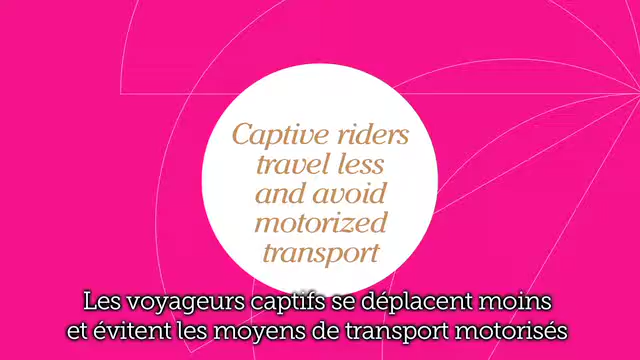 Captive riders
travel less
and avoid
motorized
transport
Les voyageurs captifs se déplacent moins
et évitent les moyens de transport motorisés